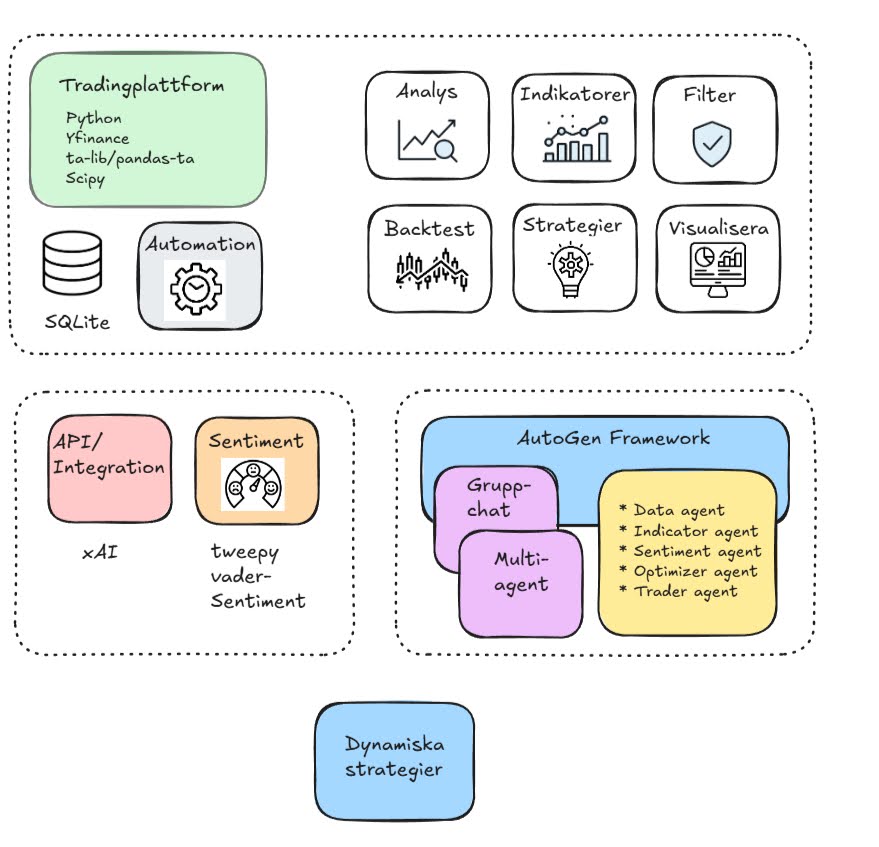 Tradingplattform
Python
Yfinance
ta-lib/pandas-ta
Scipy
Analys
Indikatorer
Filter
SQLite
Automation
Backtest
Strategier
Visualisera
API/
Integration
xAI
Sentiment
tweepy
vader-
Sentiment
AutoGen Framework
Grupp-
chat
Multi-
agent
* Data agent
* Indicator agent
* Sentiment agent
* Optimizer agent
* Trader agent
Dynamiska
strategier